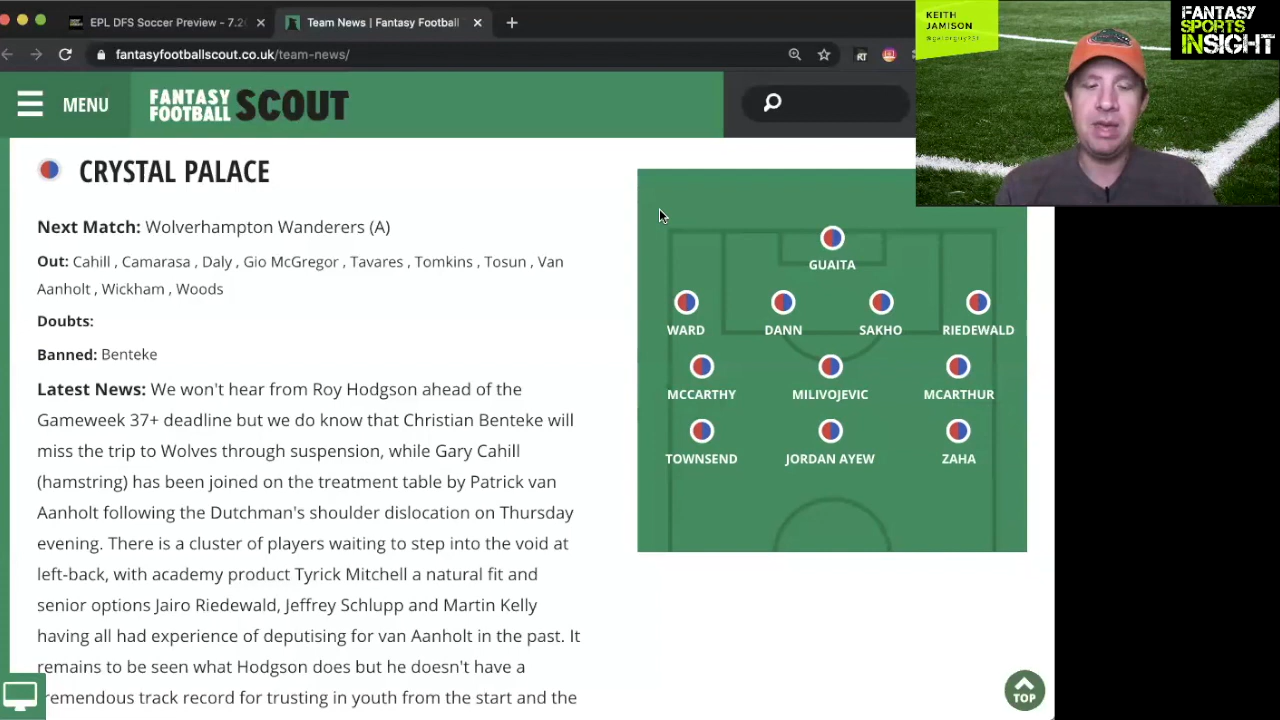 EPL DFS Soccer Preview - 7.2
Team News | Fantasy Football
fantasyfootballscout.co.uk/team-news/
KEITH
JAMISON
FANTASY
SPORTS
INSIGHT
MENU
FANTASY
FOOTBALL
SCOUT
CRYSTAL PALACE
Next Match: Wolverhampton Wanderers (A)
Out: Cahill , Camarasa , Daly , Gio McGregor , Tavares , Tomkins , Tosun , Van
Aanholt , Wickham , Woods
Doubts:
Banned: Benteke
Latest News: We won't hear from Roy Hodgson ahead of the
Gameweek 37+ deadline but we do know that Christian Benteke will
miss the trip to Wolves through suspension, while Gary Cahill
(hamstring) has been joined on the treatment table by Patrick van
Aanholt following the Dutchman's shoulder dislocation on Thursday
evening. There is a cluster of players waiting to step into the void at
left-back, with academy product Tyrick Mitchell a natural fit and
senior options Jairo Riedewald, Jeffrey Schlupp and Martin Kelly
having all had experience of deputising for van Aanholt in the past. It
remains to be seen what Hodgson does but he doesn't have a
tremendous track record for trusting in youth from the start and the
GUAITA
WARD DANN SAKHO RIEDEWALD
MCCARTHY MILIVOJEVIC MCARTHUR
TOWNSEND JORDAN AYEW ZAHA
TOP
RT